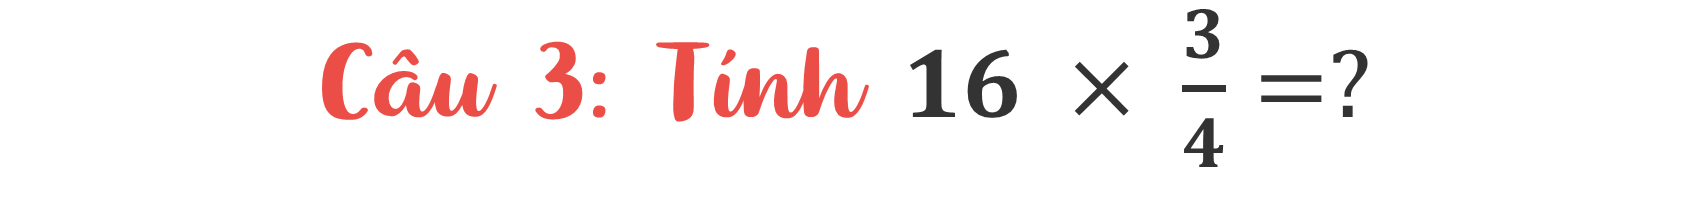 Câu 3: Tính 16 × 3/4 =?